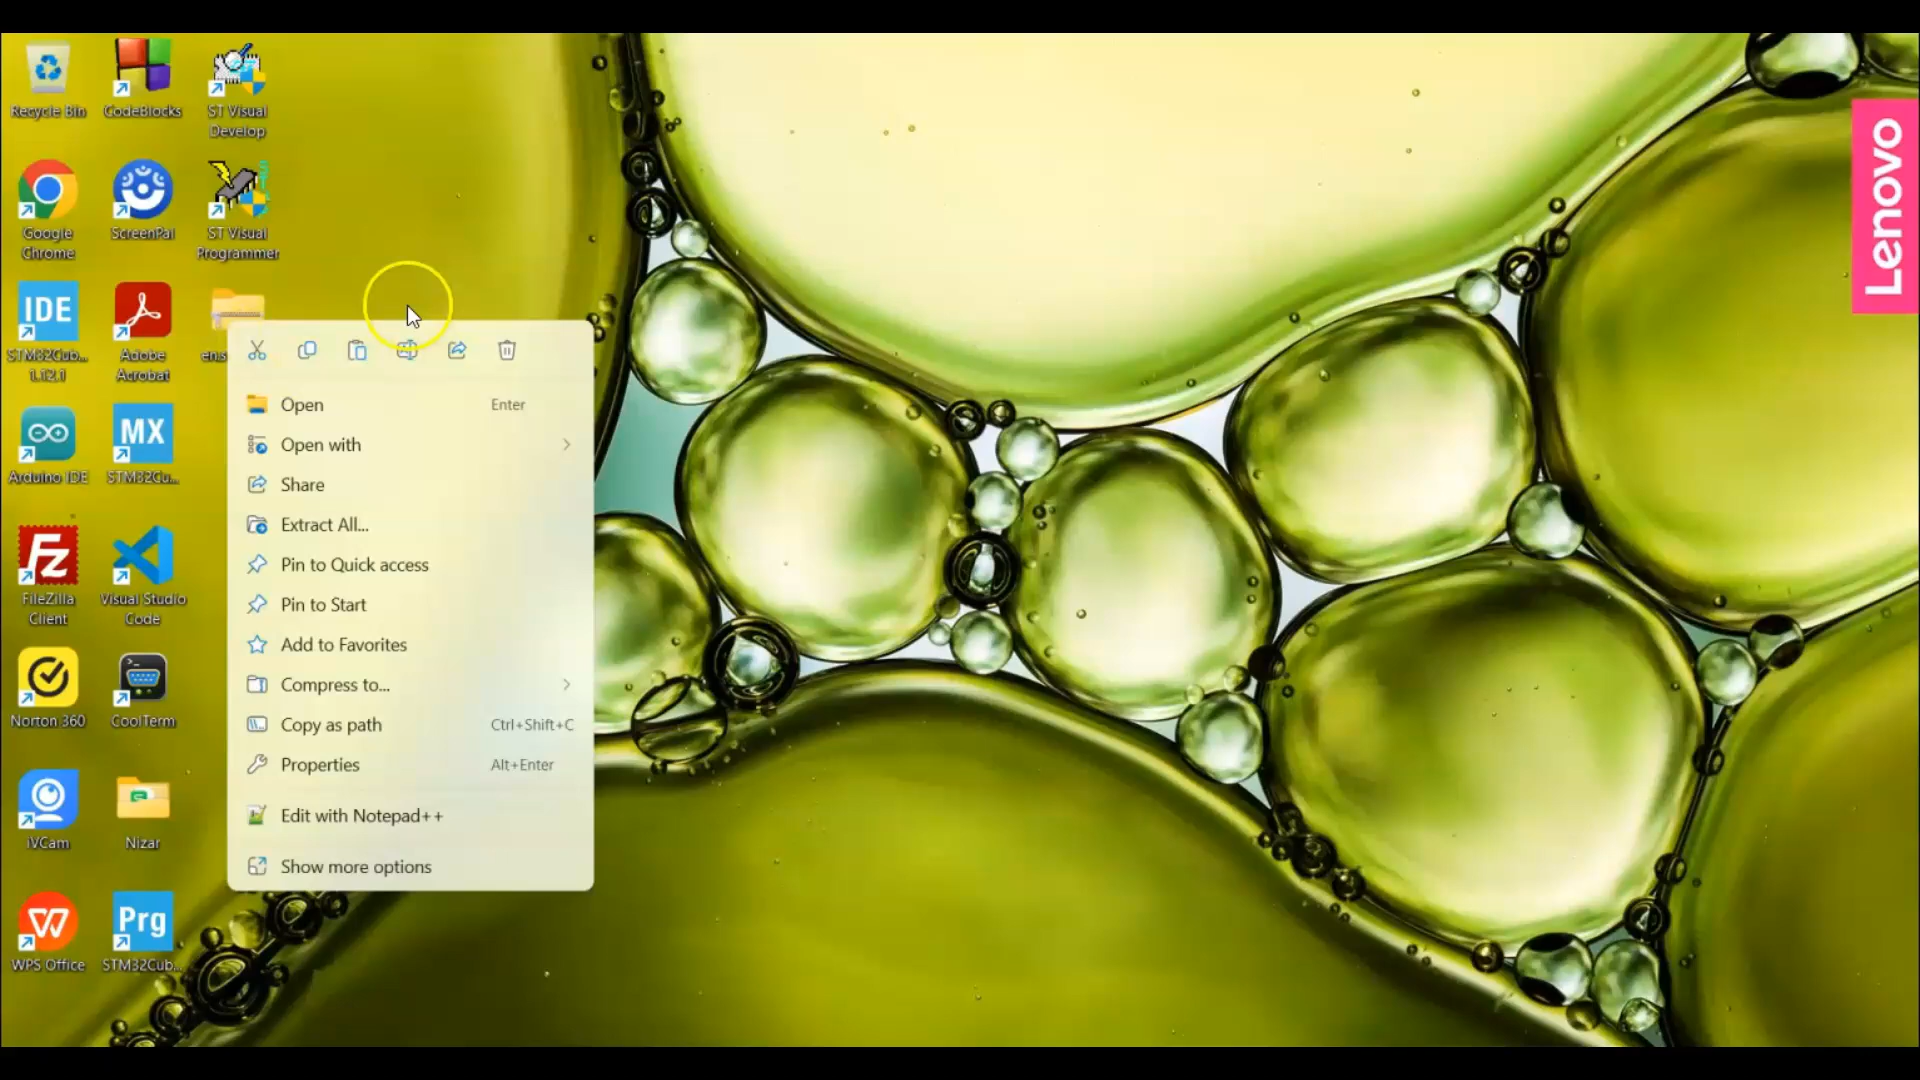 Recycle Bin
CodeBlocks
ST Visual
Develop
Google
Chrome
ScreenPal
ST Visual
Programmer
IDE
STM32Cub...
1.12.1
Adobe
Acrobat
Arduino IDE
MX
STM32Cu...
FileZilla
Client
Visual Studio
Code
Norton 360
CoolTerm
iVCam
Nizar
WPS Office
Prg
STM32Cub...
Open Enter
Open with
Share
Extract All...
Pin to Quick access
Pin to Start
Add to Favorites
Compress to...
Copy as path Ctrl+Shift+C
Properties Alt+Enter
Edit with Notepad++
Show more options
Lenovo